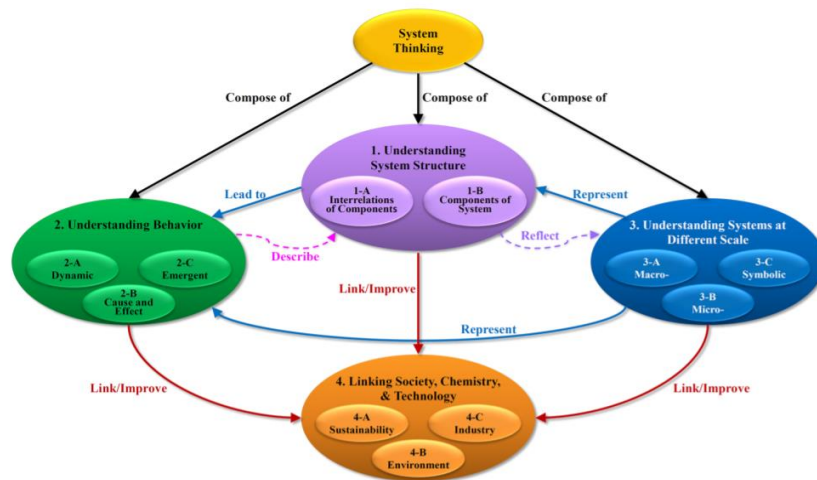 System
Thinking
Compose of
Compose of
Compose of
1. Understanding
System Structure
1-A
Interrelations of
Components
1-B
Components of
System
Lead to
Represent
2. Understanding Behavior
2-A
Dynamic
2-C
Emergent
2-B
Cause and
Effect
Describe
Reflect
3. Understanding Systems at
Different Scale
3-A
Macro-
3-C
Symbolic
3-B
Micro-
Link/Improve
Represent
Link/Improve
Link/Improve
4. Linking Society, Chemistry,
& Technology
4-A
Sustainability
4-C
Industry
4-B
Environment